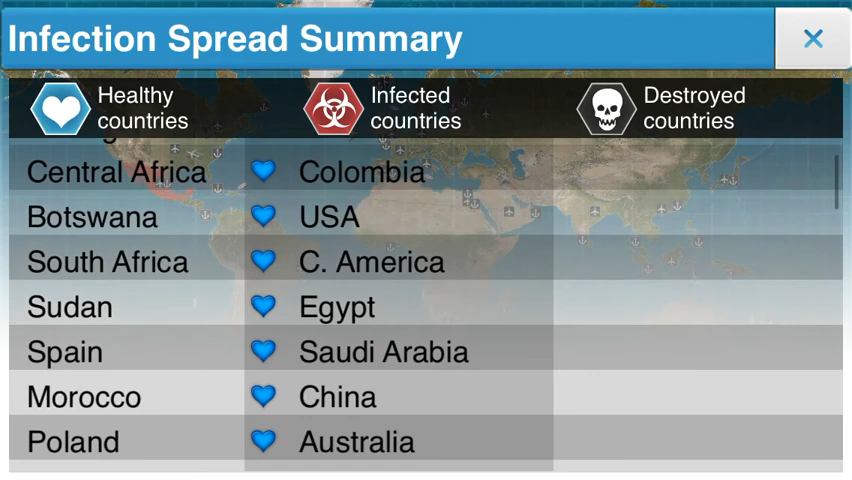 Infection Spread Summary
Healthy countries
Infected countries
Destroyed countries
Central Africa Colombia
Botswana USA
South Africa C. America
Sudan Egypt
Spain Saudi Arabia
Morocco China
Poland Australia